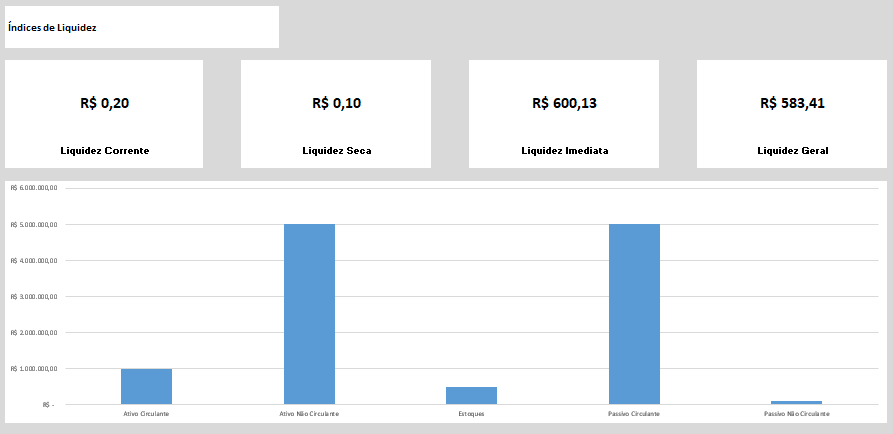 Índices de Liquidez
R$ 0,20
Liquidez Corrente
R$ 0,10
Liquidez Seca
R$ 600,13
Liquidez Imediata
R$ 583,41
Liquidez Geral
R$ 6.000.000,00
R$ 5.000.000,00
R$ 4.000.000,00
R$ 3.000.000,00
R$ 2.000.000,00
R$ 1.000.000,00
R$ -
Ativo Circulante
Ativo Não Circulante
Estoques
Passivo Circulante
Passivo Não Circulante